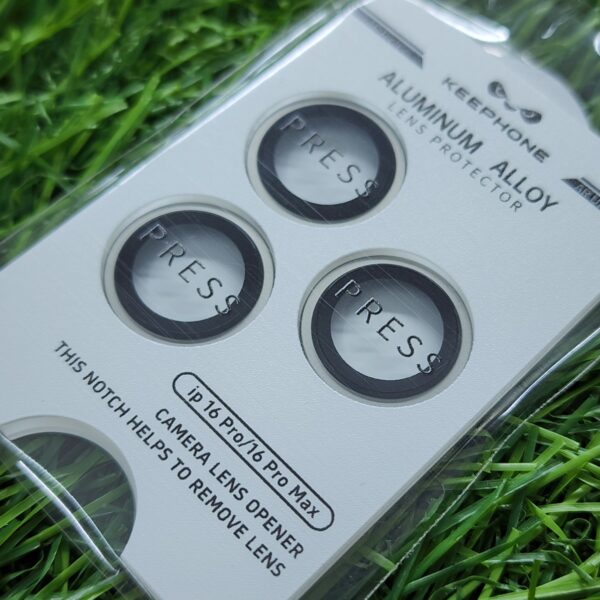 KEEPHONE
ALUMINUM ALLOY
LENS PROTECTOR
PRESS
PRESS
PRESS
ip 16 Pro/16 Pro Max
CAMERA LENS OPENER
THIS NOTCH HELPS TO REMOVE LENS